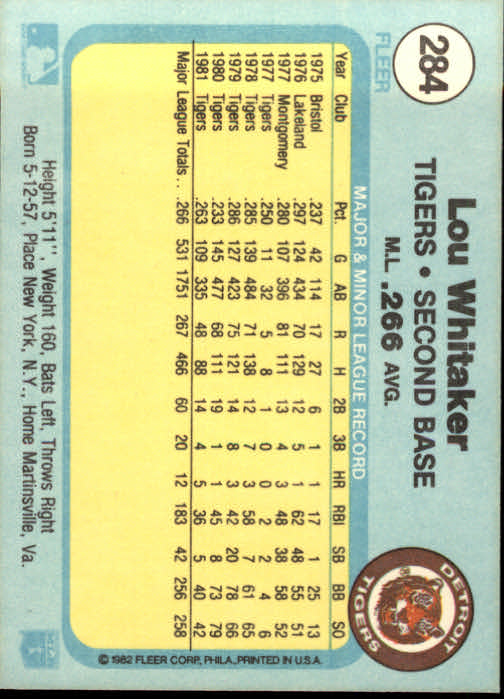 284
FLEER
Lou Whitaker
TIGERS • SECOND BASE
M.L. .266 AVG.
DETROIT
TIGERS
MAJOR & MINOR LEAGUE RECORD
Year Club Pct. G AB R H 2B 3B HR RBI SB BB SO
1975 Bristol .237 42 114 17 27 6 1 1 17 1 25 13
1976 Lakeland .297 124 434 70 129 12 5 1 62 48 55 51
1977 Montgomery .280 107 396 81 111 13 4 3 48 38 58 52
1977 Tigers .250 11 32 5 8 1 0 0 2 2 4 6
1978 Tigers .285 139 484 71 138 12 7 3 58 7 61 65
1979 Tigers .286 127 423 75 121 14 8 3 42 20 78 66
1980 Tigers .233 145 477 68 111 19 1 1 45 8 73 79
1981 Tigers .263 109 335 48 88 14 4 5 36 5 40 42
Major League Totals . . .266 531 1751 267 466 60 20 12 183 42 256 258
© 1982 FLEER CORP., PHILA., PRINTED IN U.S.A.
Height 5'11'', Weight 160, Bats Left, Throws Right
Born 5-12-57, Place New York, N.Y., Home Martinsville, Va.